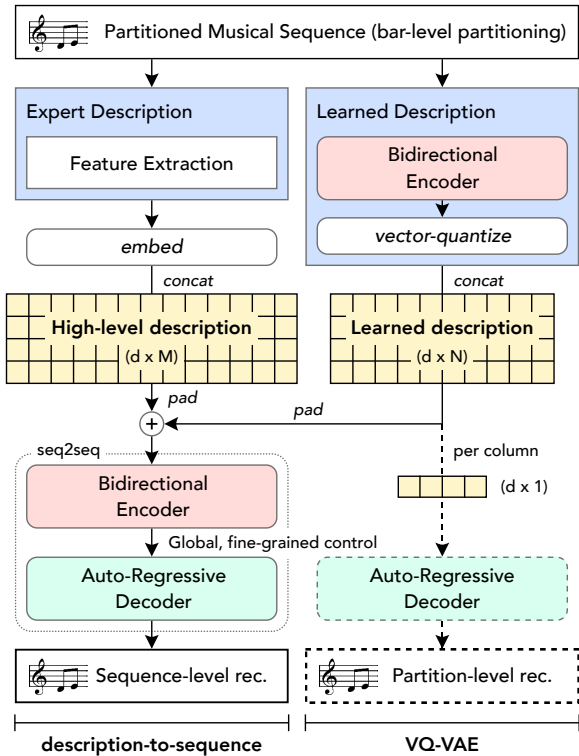 Partitioned Musical Sequence (bar-level partitioning)
Expert Description
Feature Extraction
embed
concat
High-level description
(d x M)
pad
Learned Description
Bidirectional
Encoder
vector-quantize
concat
Learned description
(d x N)
pad
+
seq2seq
Bidirectional
Encoder
Global, fine-grained control
Auto-Regressive
Decoder
Sequence-level rec.
description-to-sequence
per column
(d x 1)
Auto-Regressive
Decoder
Partition-level rec.
VQ-VAE